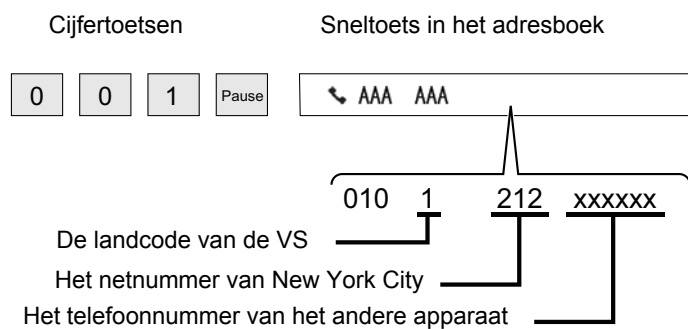 Cijfertoetsen Sneltoets in het adresboek
0 0 1 Pause AAA AAA
010 1 212 xxxxxx
De landcode van de VS
Het netnummer van New York City
Het telefoonnummer van het andere apparaat